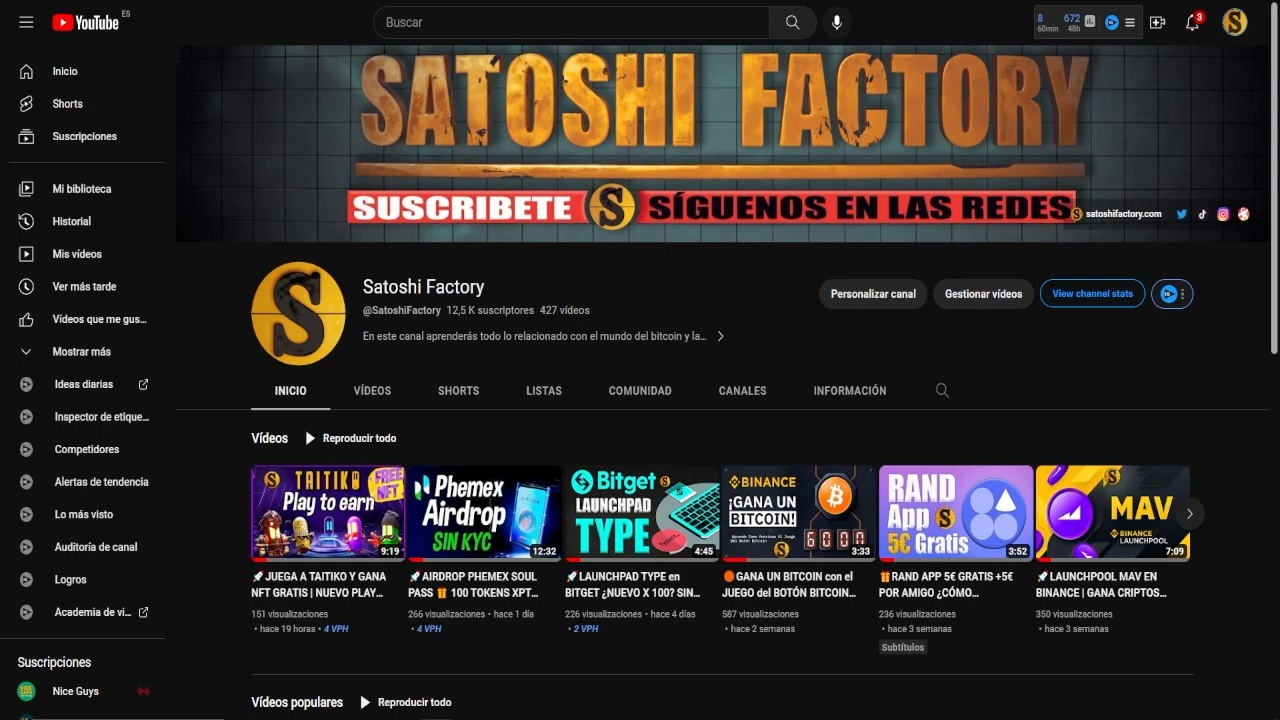 YouTube ES
Buscar
8 672
60min 48h
3
Inicio
Shorts
Suscripciones
Mi biblioteca
Historial
Mis vídeos
Ver más tarde
Vídeos que me gus...
Mostrar más
Ideas diarias
Inspector de etique...
Competidores
Alertas de tendencia
Lo más visto
Auditoría de canal
Logros
Academia de vi...
Suscripciones
Nice Guys
SATOSHI FACTORY
SUSCRIBETE S SÍGUENOS EN LAS REDES
satoshifactory.com
Satoshi Factory
@SatoshiFactory 12,5 K suscriptores 427 vídeos
En este canal aprenderás todo lo relacionado con el mundo del bitcoin y la...
Personalizar canal
Gestionar vídeos
View channel stats
INICIO VÍDEOS SHORTS LISTAS COMUNIDAD CANALES INFORMACIÓN
Vídeos Reproducir todo
TAITIKO
Play to earn
FREE
NFT
9:19
🚀JUEGA A TAITIKO Y GANA
NFT GRATIS | NUEVO PLAY...
151 visualizaciones
• hace 19 horas • 4 VPH
Phemex
Airdrop
SIN KYC
12:32
🚀AIRDROP PHEMEX SOUL
PASS 🎁 100 TOKENS XPT...
266 visualizaciones • hace 1 día
• 4 VPH
Bitget
LAUNCHPAD
TYPE
4:45
🚀LAUNCHPAD TYPE en
BITGET ¿NUEVO X 100? SIN...
226 visualizaciones • hace 4 días
• 2 VPH
BINANCE
¡GANA UN
BITCOIN!
Aprende Como Funciona El Juego
Del Botón Bitcoin
60:00
3:33
🟠GANA UN BITCOIN con el
JUEGO del BOTÓN BITCOIN...
587 visualizaciones
• hace 2 semanas
RAND
App S
5€ Gratis
3:52
🎁RAND APP 5€ GRATIS +5€
POR AMIGO ¿CÓMO...
236 visualizaciones
• hace 3 semanas
Subtítulos
MAV
BINANCE
LAUNCHPOOL
7:09
🚀LAUNCHPOOL MAV EN
BINANCE | GANA CRIPTOS...
350 visualizaciones
• hace 3 semanas
Vídeos populares Reproducir todo